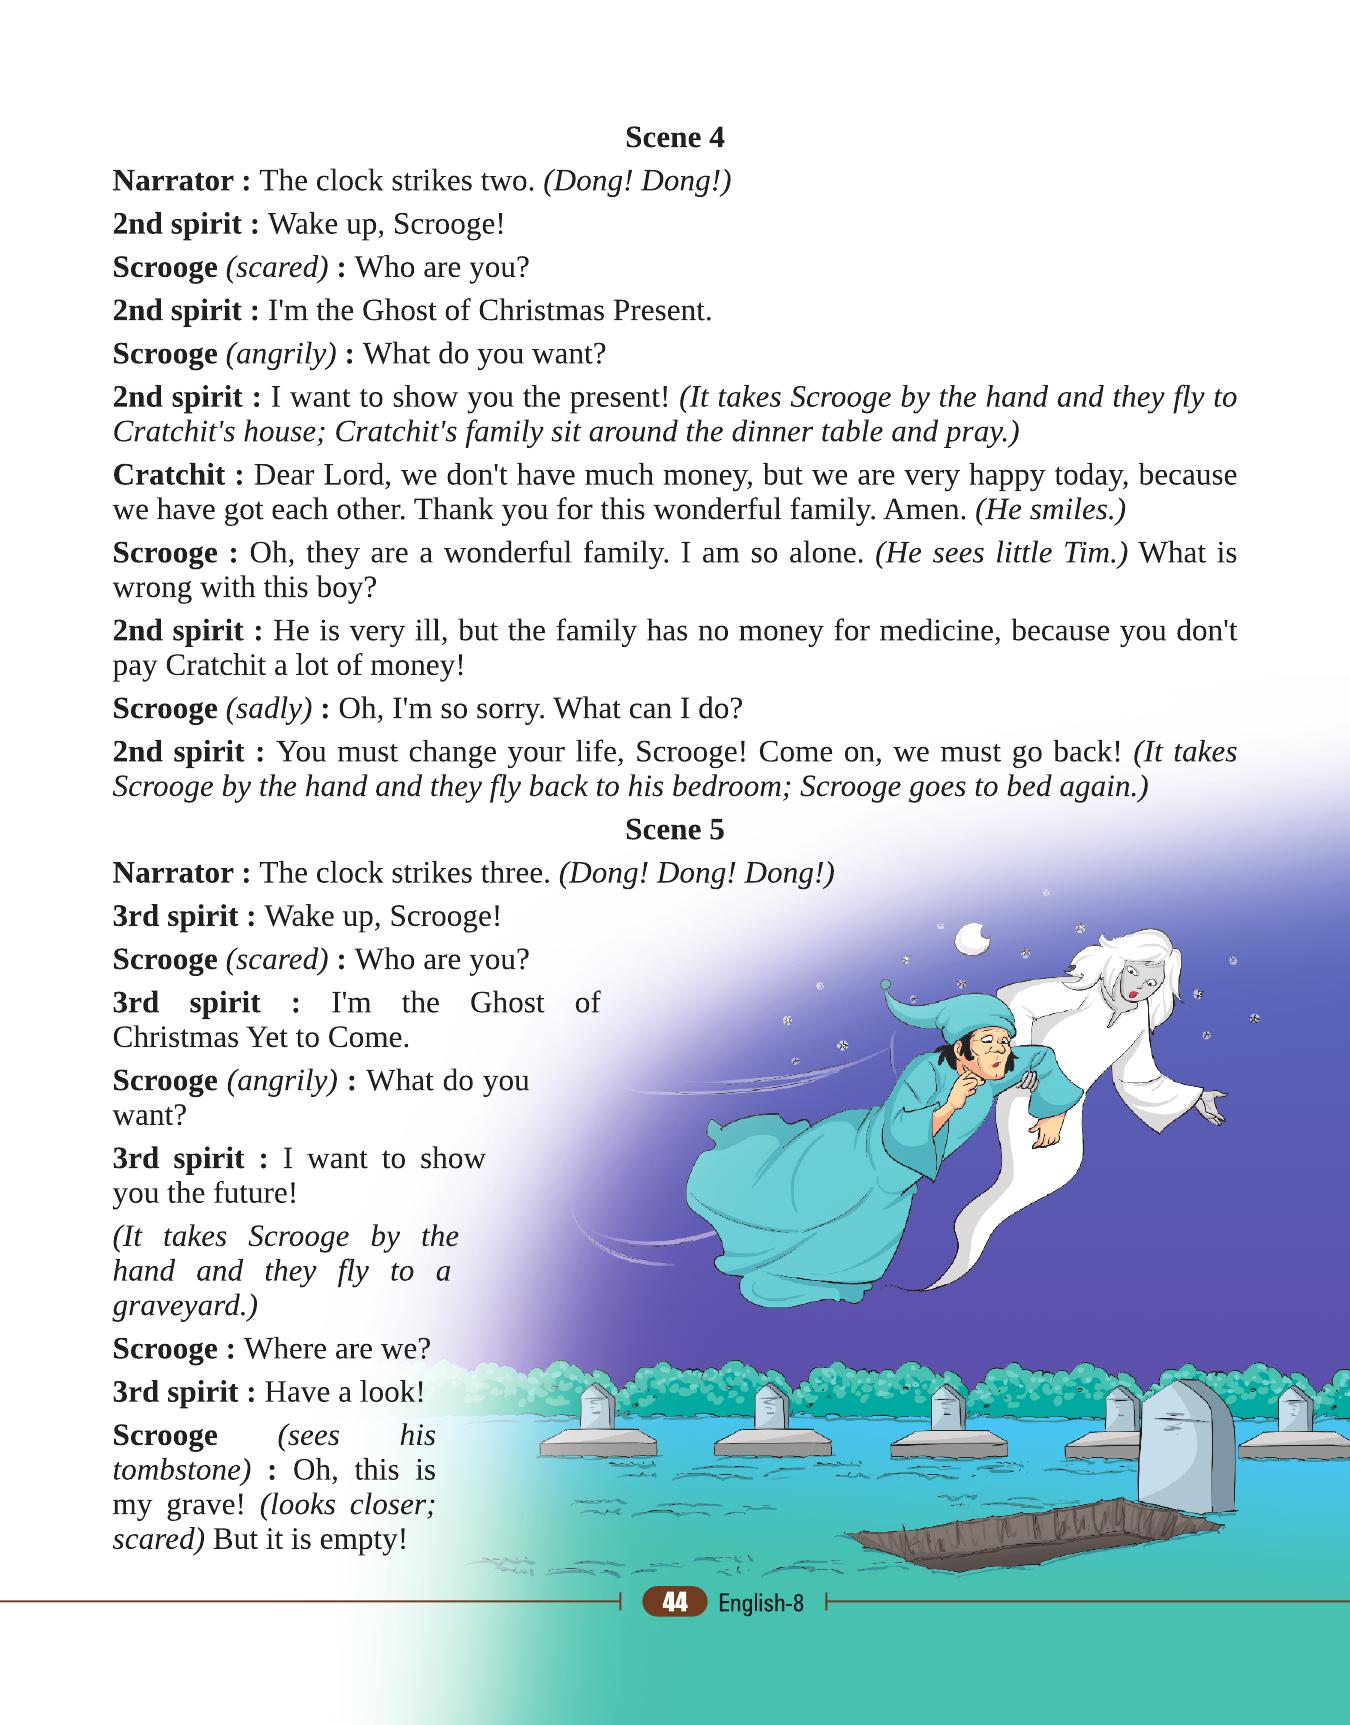 Scene 4
Narrator : The clock strikes two. (Dong! Dong!)
2nd spirit : Wake up, Scrooge!
Scrooge (scared) : Who are you?
2nd spirit : I'm the Ghost of Christmas Present.
Scrooge (angrily) : What do you want?
2nd spirit : I want to show you the present! (It takes Scrooge by the hand and they fly to
Cratchit's house; Cratchit's family sit around the dinner table and pray.)
Cratchit : Dear Lord, we don't have much money, but we are very happy today, because
we have got each other. Thank you for this wonderful family. Amen. (He smiles.)
Scrooge : Oh, they are a wonderful family. I am so alone. (He sees little Tim.) What is
wrong with this boy?
2nd spirit : He is very ill, but the family has no money for medicine, because you don't
pay Cratchit a lot of money!
Scrooge (sadly) : Oh, I'm so sorry. What can I do?
2nd spirit : You must change your life, Scrooge! Come on, we must go back! (It takes
Scrooge by the hand and they fly back to his bedroom; Scrooge goes to bed again.)
Scene 5
Narrator : The clock strikes three. (Dong! Dong! Dong!)
3rd spirit : Wake up, Scrooge!
Scrooge (scared) : Who are you?
3rd spirit : I'm the Ghost of
Christmas Yet to Come.
Scrooge (angrily) : What do you
want?
3rd spirit : I want to show
you the future!
(It takes Scrooge by the
hand and they fly to a
graveyard.)
Scrooge : Where are we?
3rd spirit : Have a look!
Scrooge (sees his
tombstone) : Oh, this is
my grave! (looks closer;
scared) But it is empty!
44 English-8